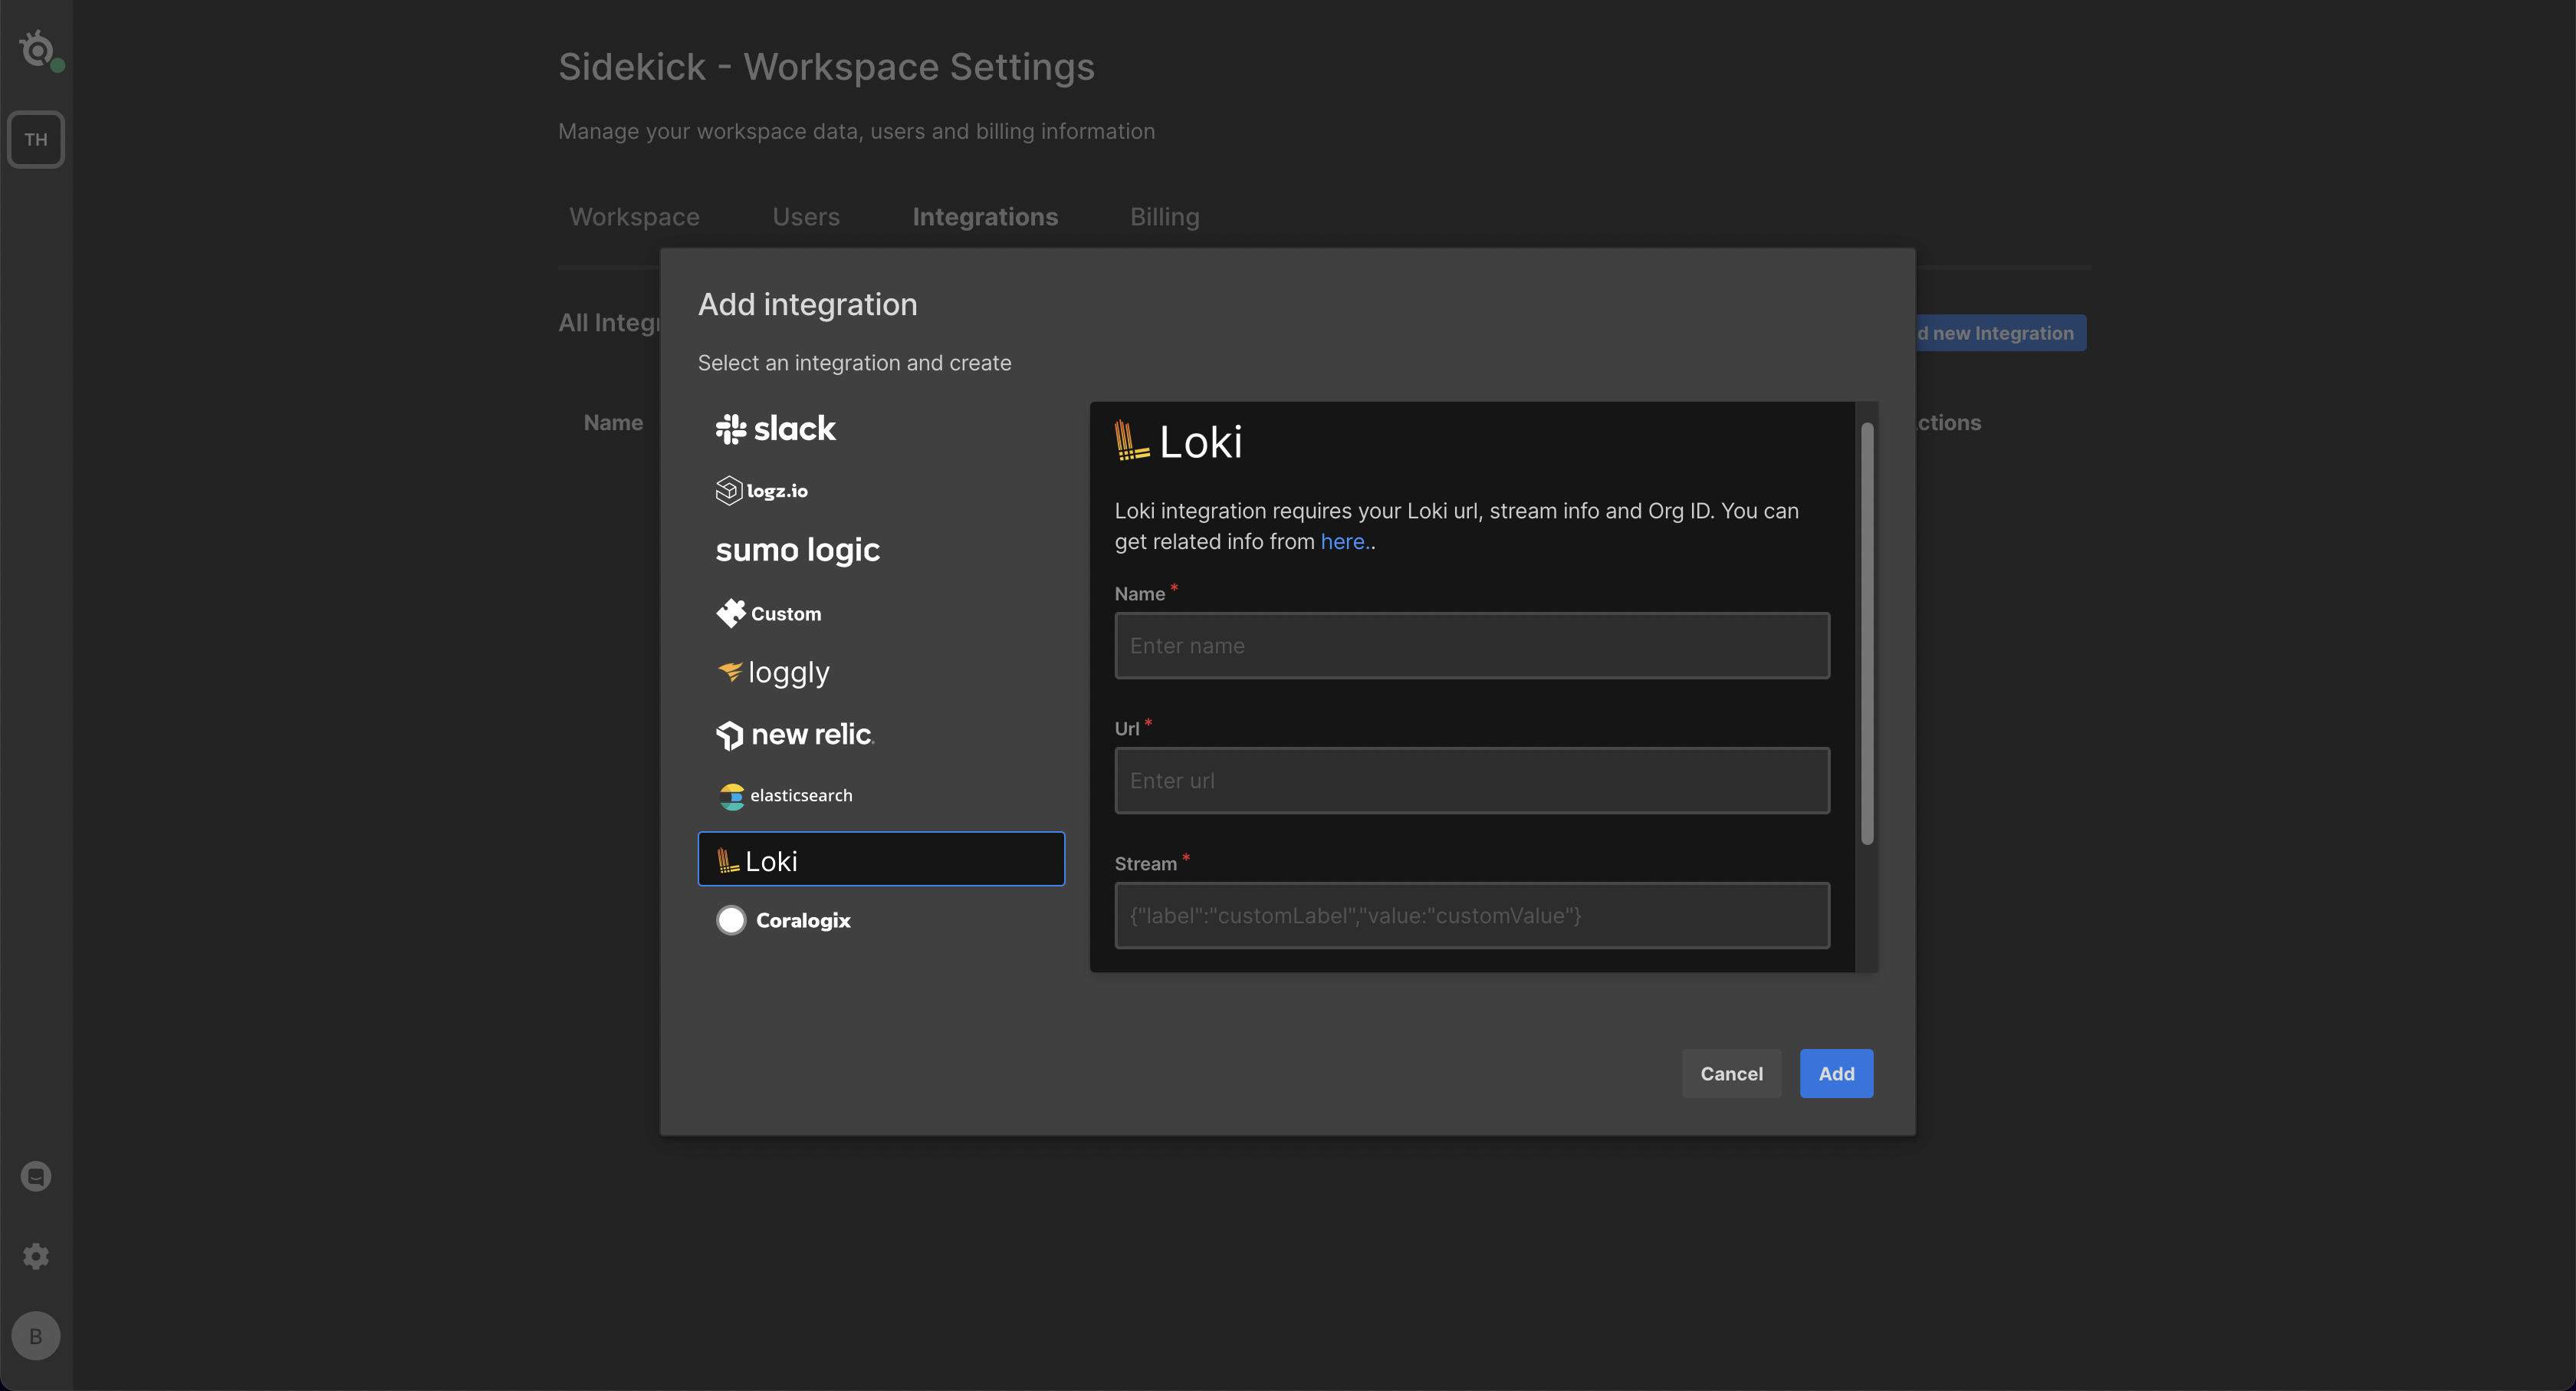 TH
Sidekick - Workspace Settings
Manage your workspace data, users and billing information
Workspace Users Integrations Billing
All Integr
d new Integration
Name
ctions
Add integration
Select an integration and create
slack
logz.io
sumo logic
Custom
loggly
new relic.
elasticsearch
Loki
Coralogix
Loki
Loki integration requires your Loki url, stream info and Org ID. You can
get related info from here..
Name *
Enter name
Url *
Enter url
Stream *
{"label":"customLabel","value:"customValue"}
Cancel Add
B